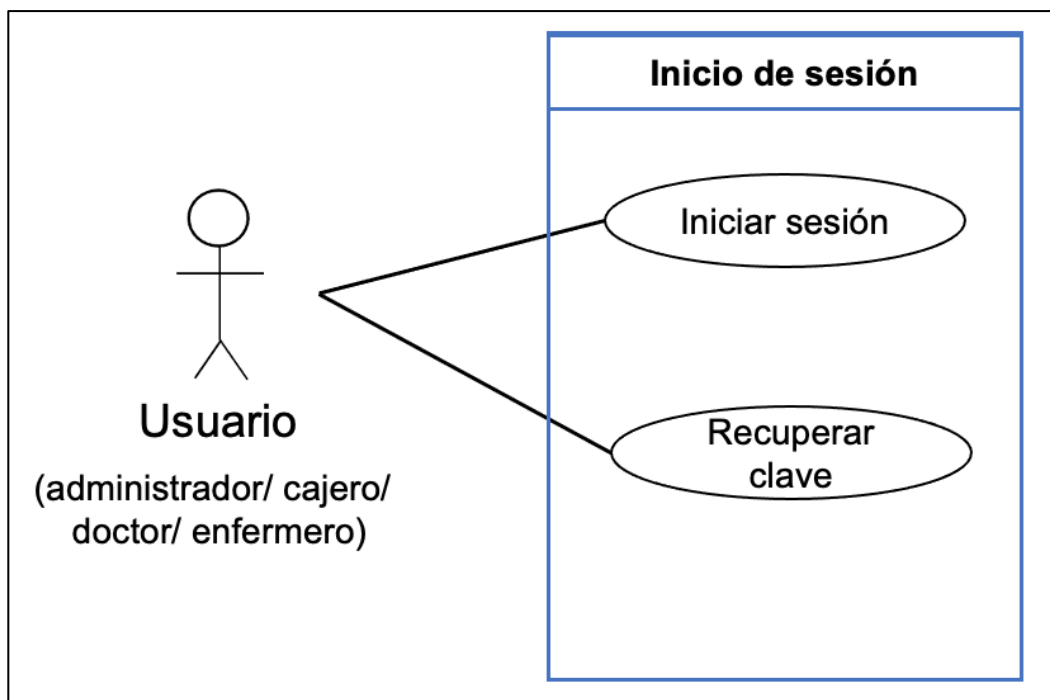 Inicio de sesión
Iniciar sesión
Recuperar
clave
Usuario
(administrador/ cajero/
doctor/ enfermero)